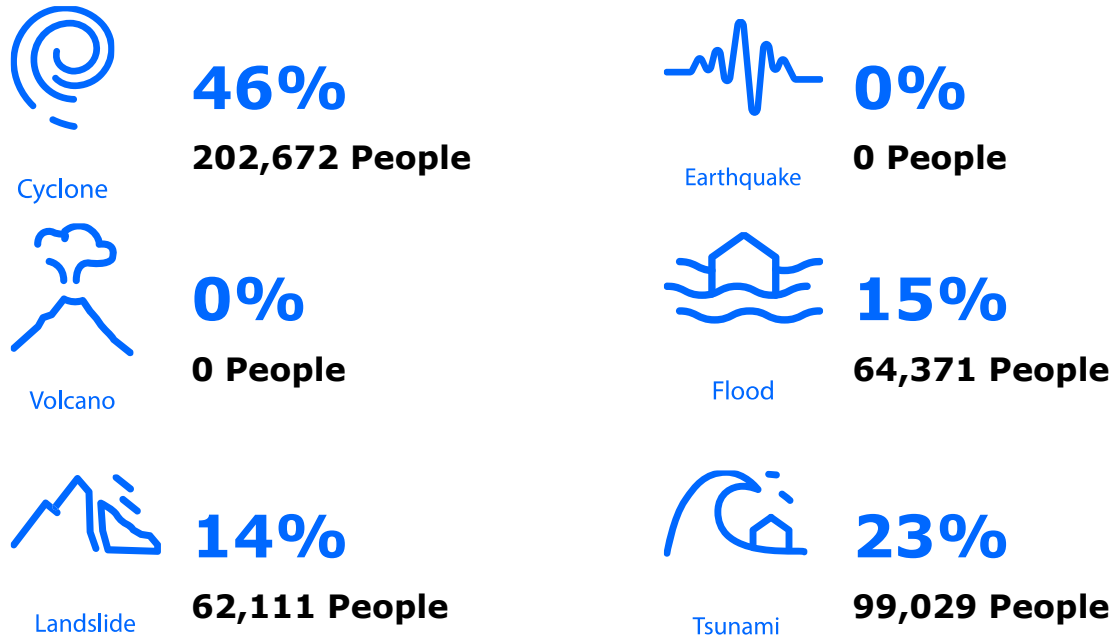 46%
202,672 People
Cyclone
0%
0 People
Earthquake
0%
0 People
Volcano
15%
64,371 People
Flood
14%
62,111 People
Landslide
23%
99,029 People
Tsunami